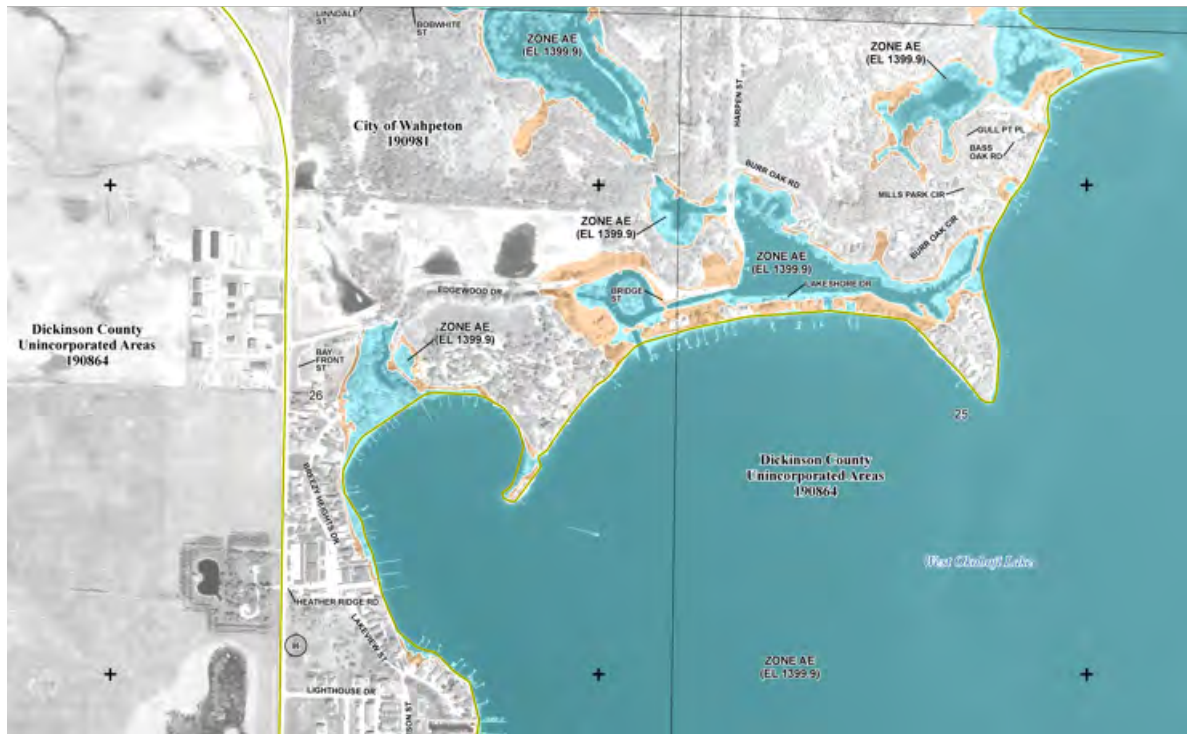 LINNDALE
ST
BOBWHITE
ST
ZONE AE
(EL 1399.9)
ZONE AE
(EL 1399.9)
HARPEN ST
City of Wahpeton
190981
GULL PT PL
BASS
OAK RD
BURR OAK RD
MILLS PARK CIR
ZONE AE
(EL 1399.9)
BURR OAK CIR
ZONE AE
(EL 1399.9)
EDGEWOOD DR
BRIDGE
ST
LAKESHORE DR
Dickinson County
Unincorporated Areas
190864
ZONE AE
(EL 1399.9)
BAY
FRONT
ST
26
25
Dickinson County
Unincorporated Areas
190864
BREEZY HEIGHTS DR
West Okoboji Lake
HEATHER RIDGE RD
LAKEVIEW ST
ZONE AE
(EL 1399.9)
LIGHTHOUSE DR
SON ST